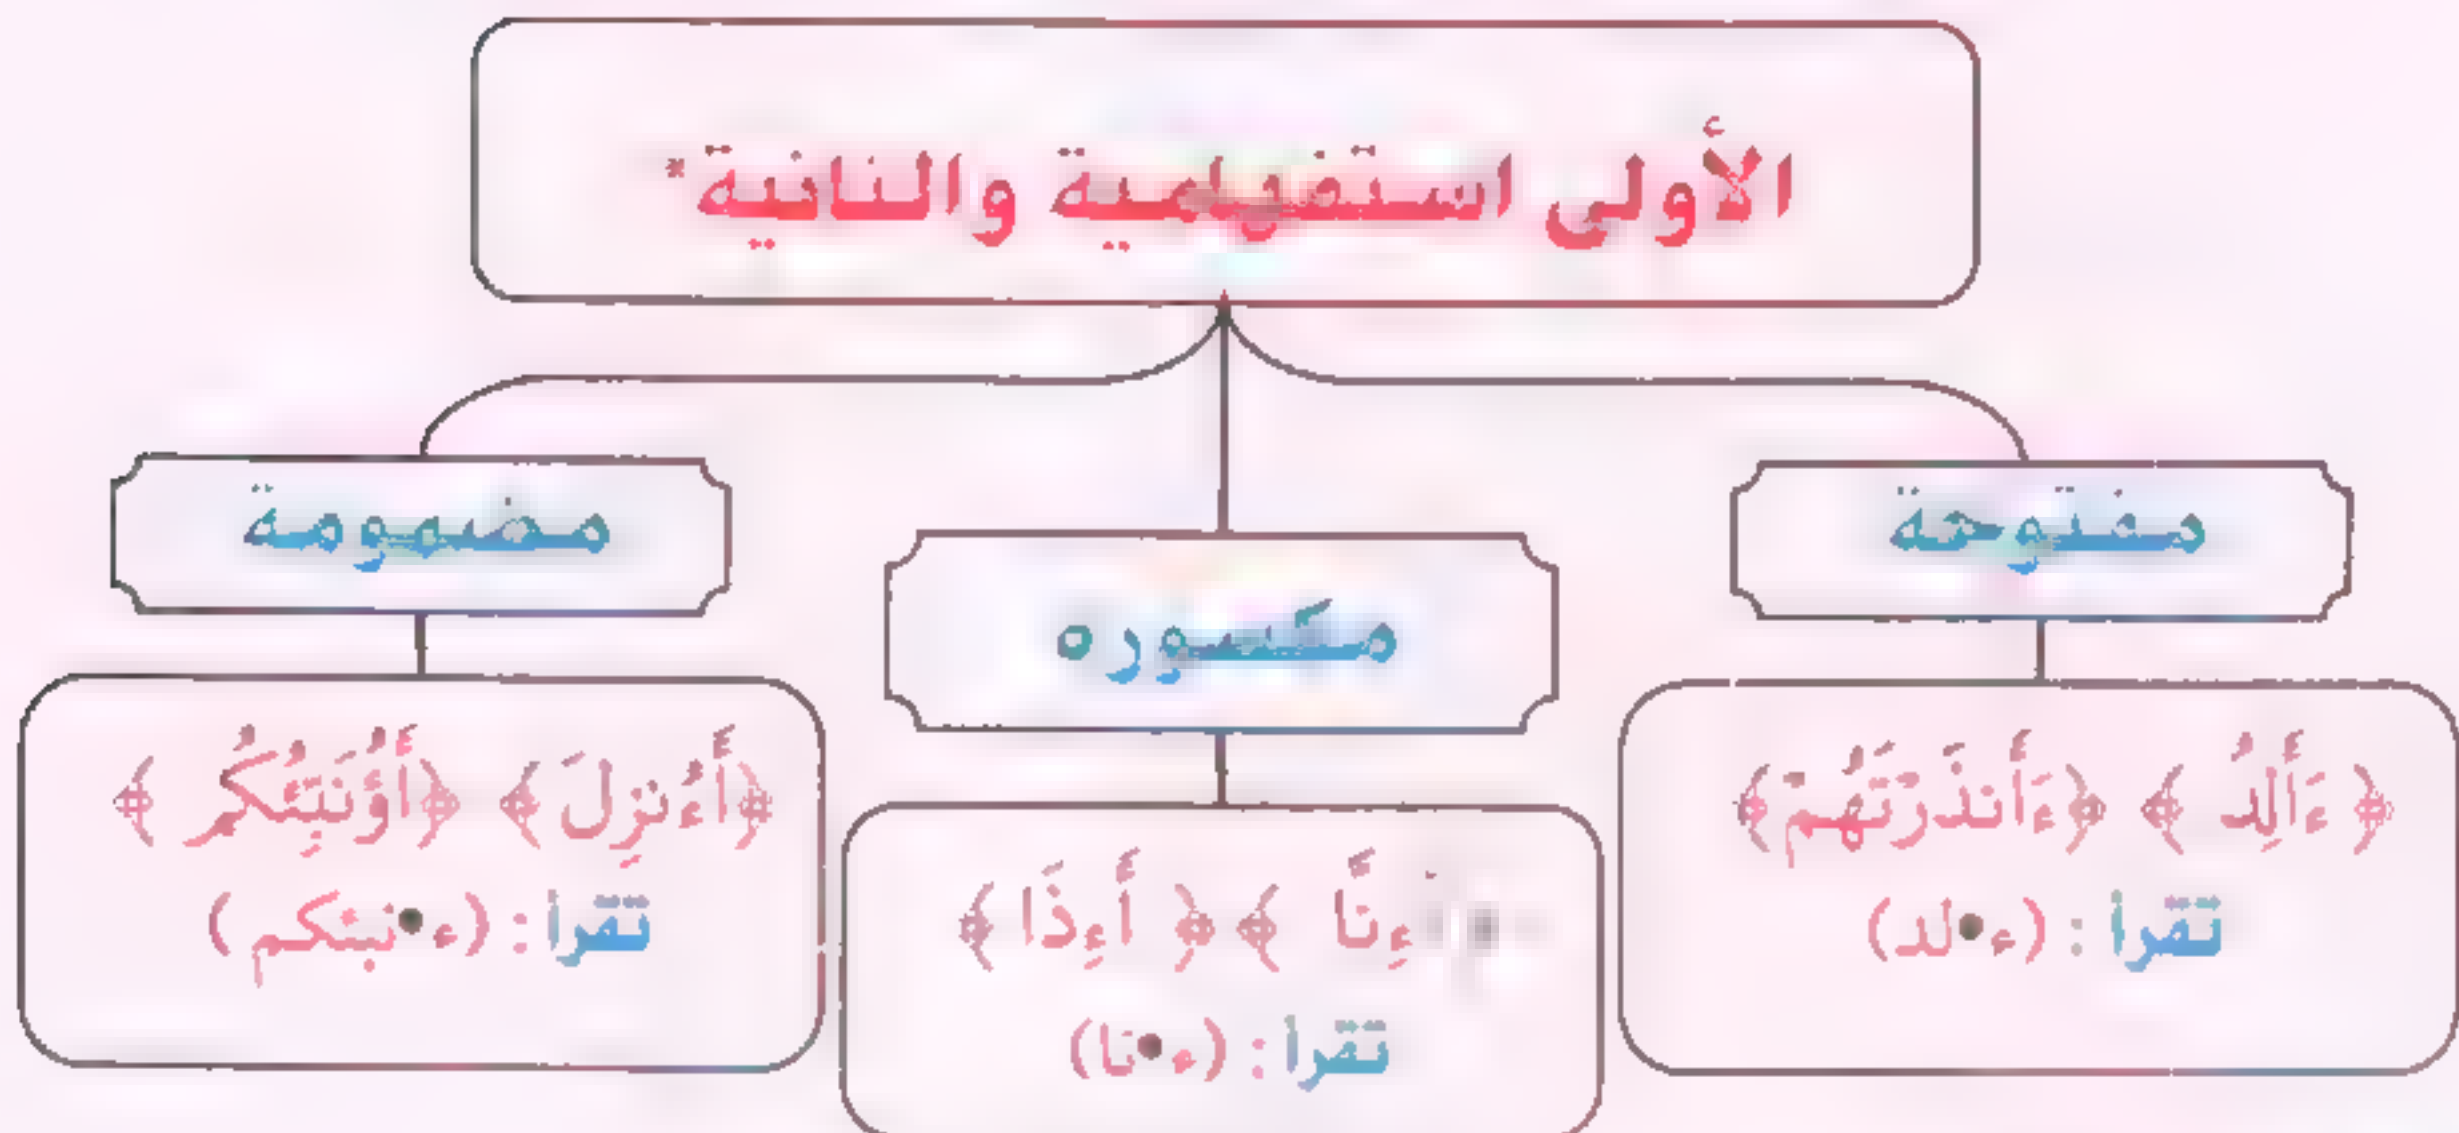 الأولى استفهامية والثانية*
مفتوحة
﴿ ءَأَلِدُ ﴾ ﴿ءَأَنذَرۡتَهُمۡ﴾
تقرأ : (ء●لد)
مكسوره
ءِنَّا ﴾ ﴿ أَءِذَا ﴾
تقرأ : (ء●نا)
مضمومة
﴿أَءُنزِلَ ﴾ ﴿أَؤُنَبِّئُكُم ﴾
تقرأ : (ء●نبئكم)